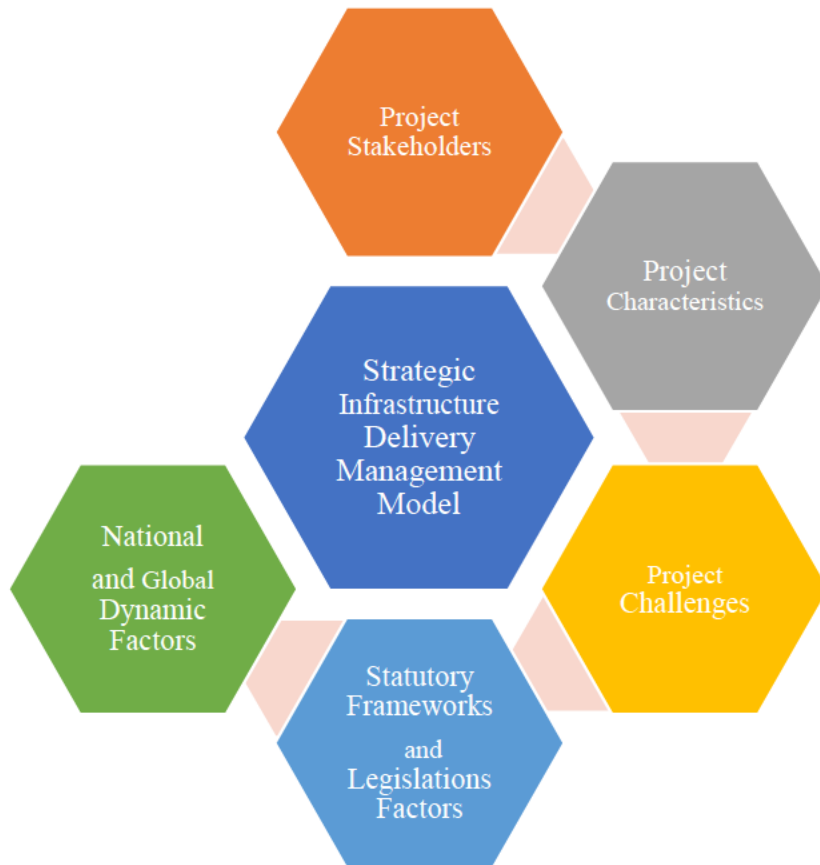 Project
Stakeholders
Project
Characteristics
Strategic
Infrastructure
Delivery
Management
Model
National
and Global
Dynamic
Factors
Project
Challenges
Statutory
Frameworks
and
Legislations
Factors